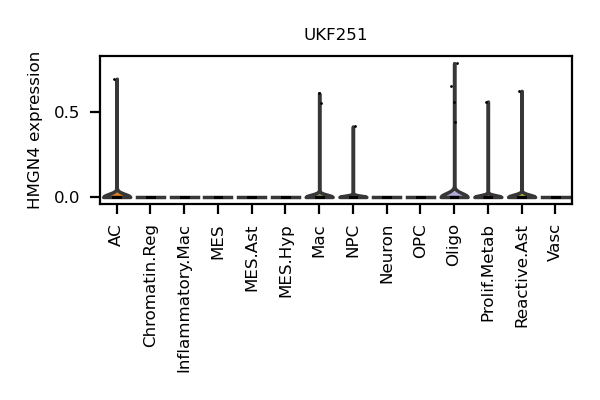 UKF251
HMGN4 expression
0.5
0.0
AC
Chromatin.Reg
Inflammatory.Mac
MES
MES.Ast
MES.Hyp
Mac
NPC
Neuron
OPC
Oligo
Prolif.Metab
Reactive.Ast
Vasc